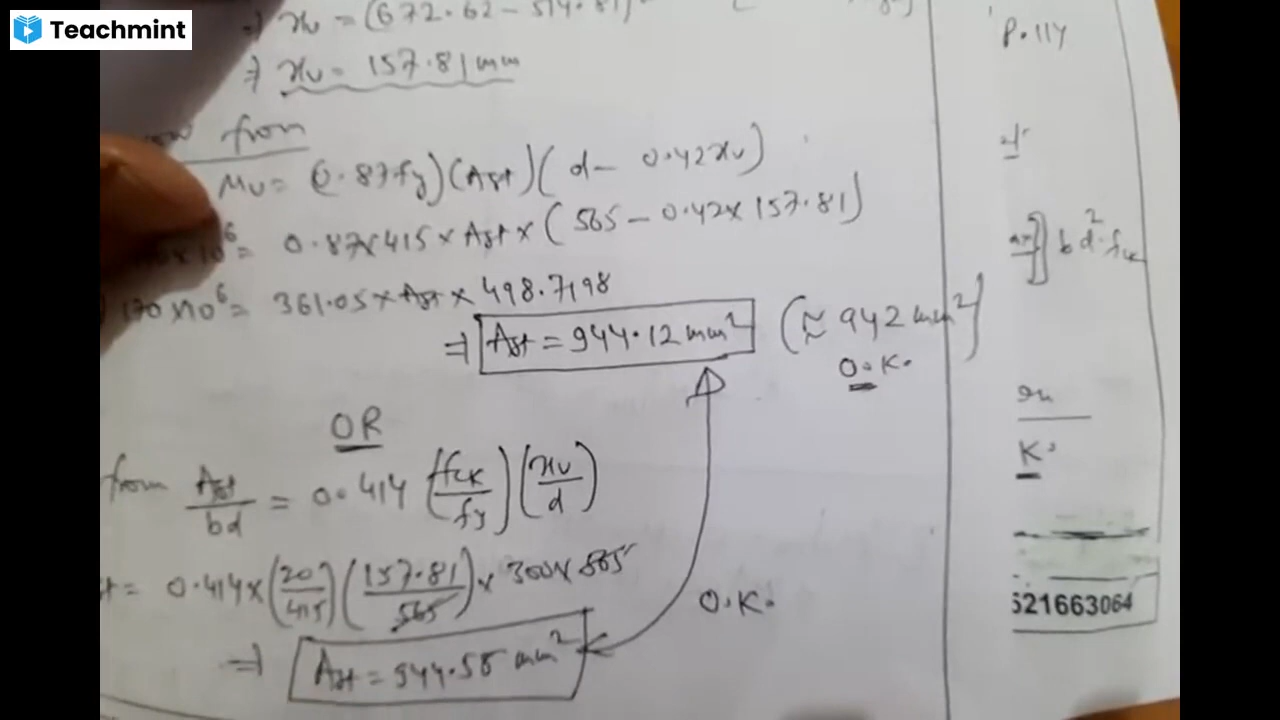 Teachmint
⇒ xu = (672.62 - 514.81)
⇒ xu = 157.81 mm
from
Mu = (0.87fy)(Ast)(d - 0.42xu)
×10⁶ = 0.87×415×Ast×(565 - 0.42×157.81)
170×10⁶ = 361.05×Ast×498.7198
⇒ Ast = 944.12 mm² (≈ 942 mm²)
O.K.
OR
from Ast/bd = 0.414 (fck/fy)(xu/d)
= 0.414×(20/415)(157.81/565)×300×565
⇒ Ast = 944.55 mm²
O.K.
P.114
bd².fck
K.
521663064